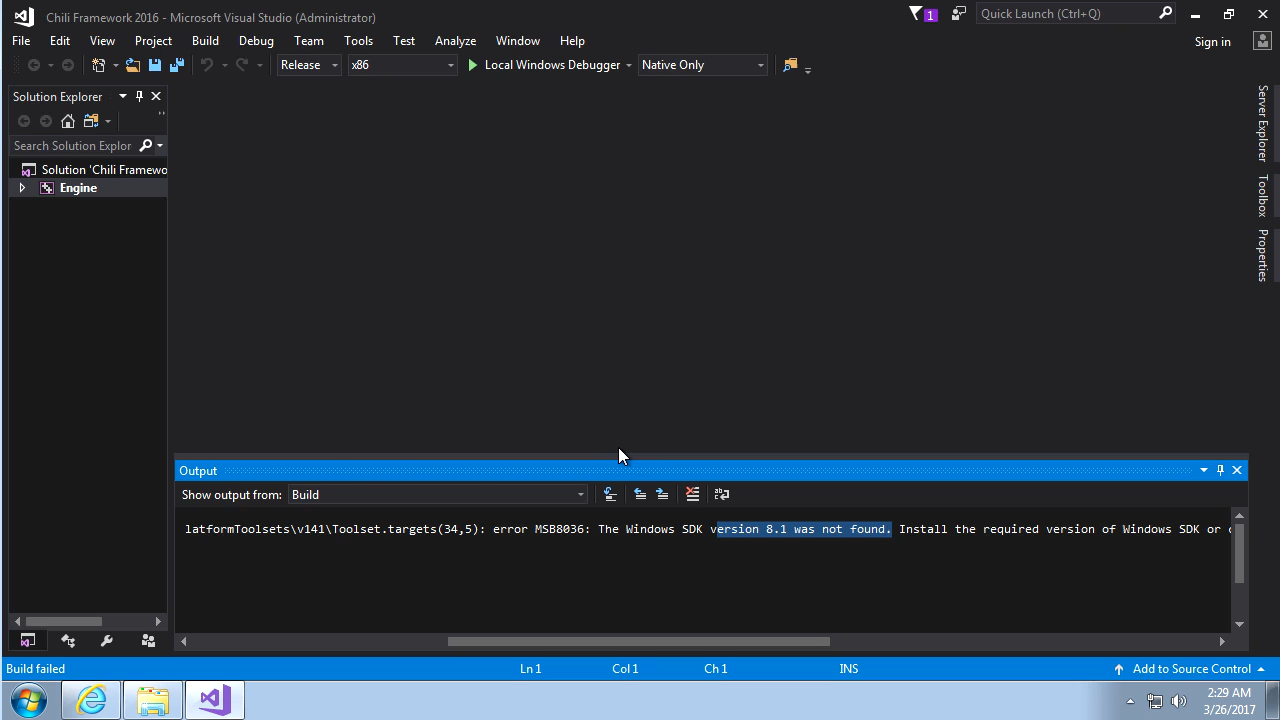 Chili Framework 2016 - Microsoft Visual Studio (Administrator)
1
Quick Launch (Ctrl+Q)
File Edit View Project Build Debug Team Tools Test Analyze Window Help
Sign in
Release x86 Local Windows Debugger Native Only
Solution Explorer
Search Solution Explor
Solution 'Chili Framewo
Engine
Server Explorer
Toolbox
Properties
Output
Show output from: Build
latformToolsets\v141\Toolset.targets(34,5): error MSB8036: The Windows SDK version 8.1 was not found. Install the required version of Windows SDK or c
Build failed Ln 1 Col 1 Ch 1 INS Add to Source Control
2:29 AM
3/26/2017